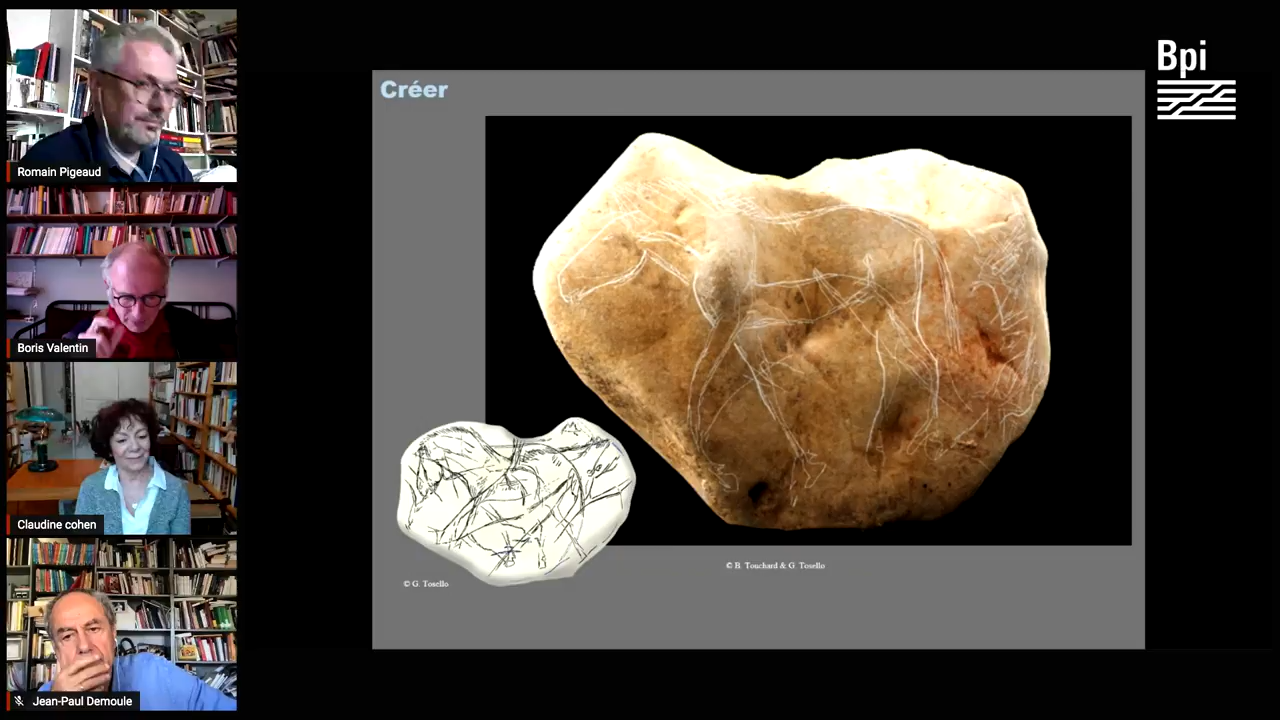 Romain Pigeaud
Boris Valentin
Claudine cohen
Jean-Paul Demoule
Créer
© G. Tosello
© B. Touchard & G. Tosello
Bpi